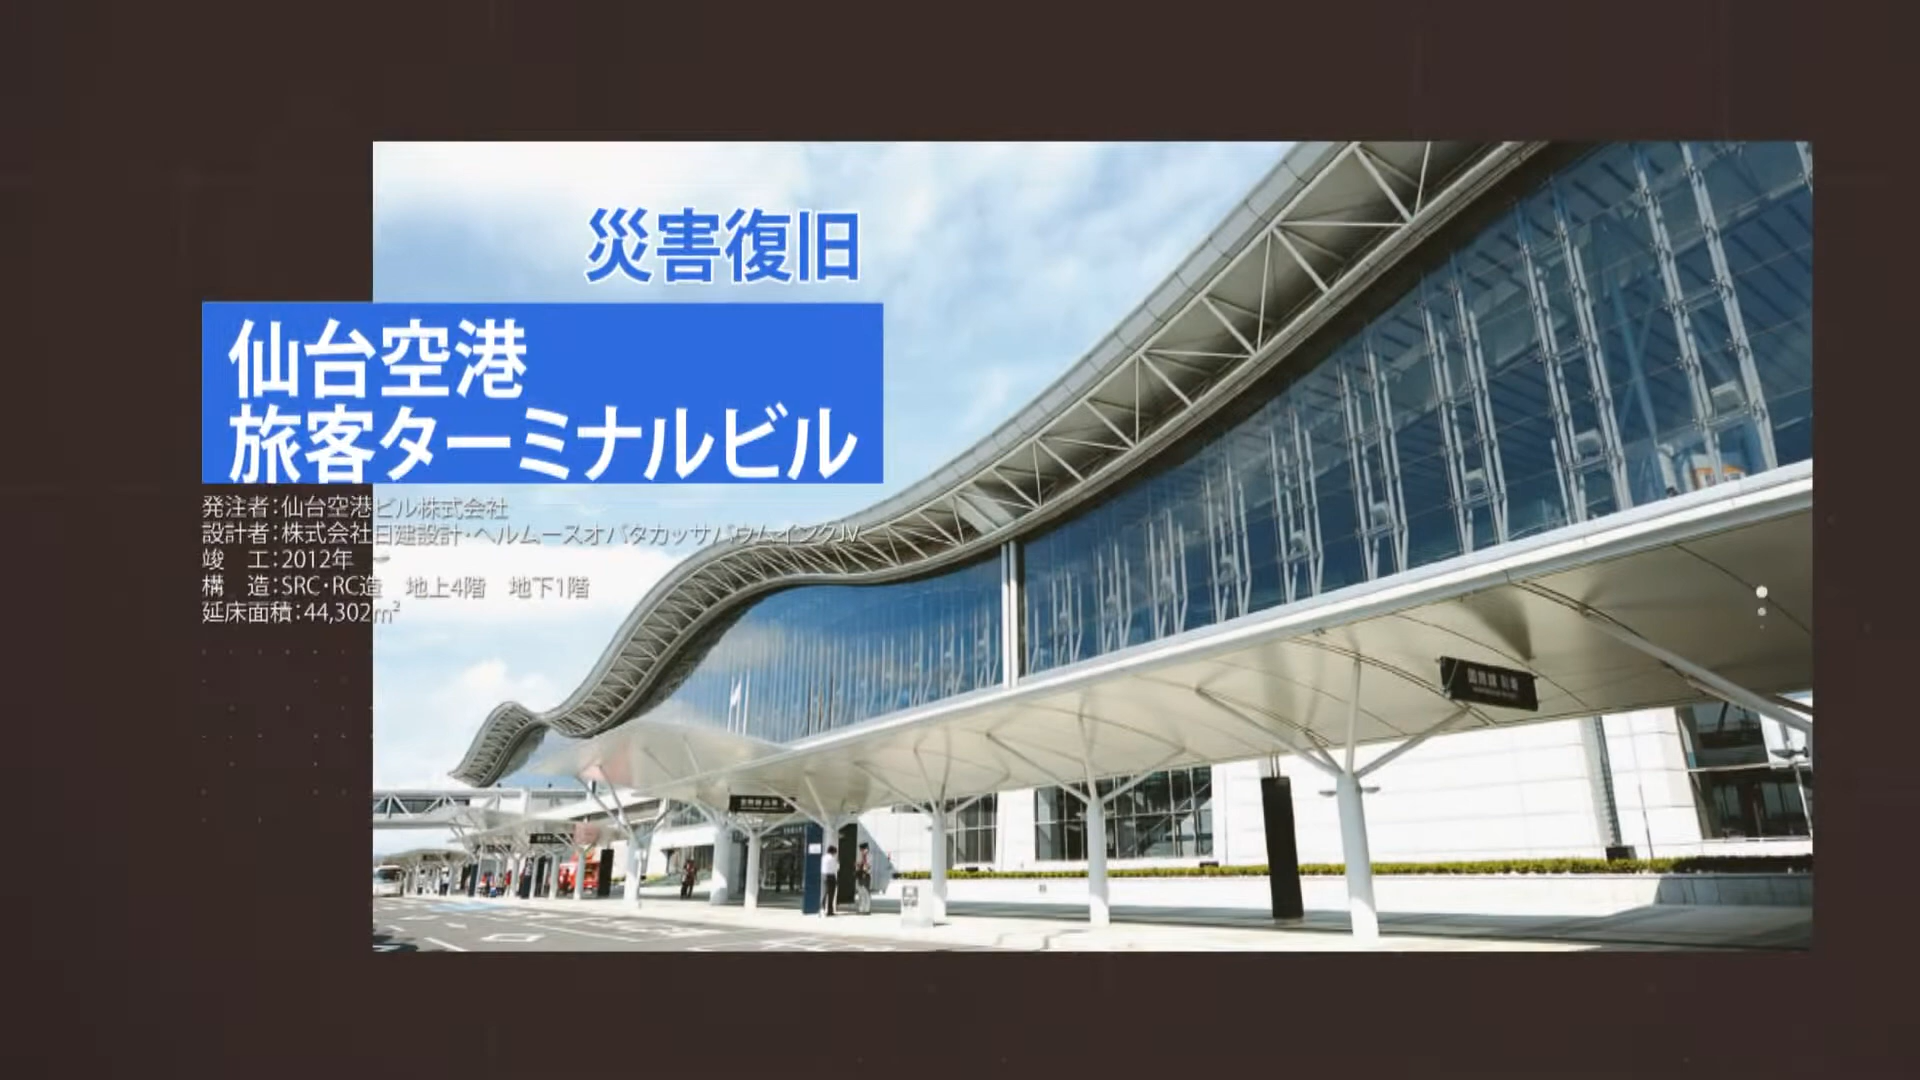 災害復旧
仙台空港
旅客ターミナルビル
発注者：仙台空港ビル株式会社
設計者：株式会社日建設計・ヘルムースオバタカッサバウムインクJV
竣　工：2012年
構　造：SRC・RC造　地上4階　地下1階
延床面積：44,302m²